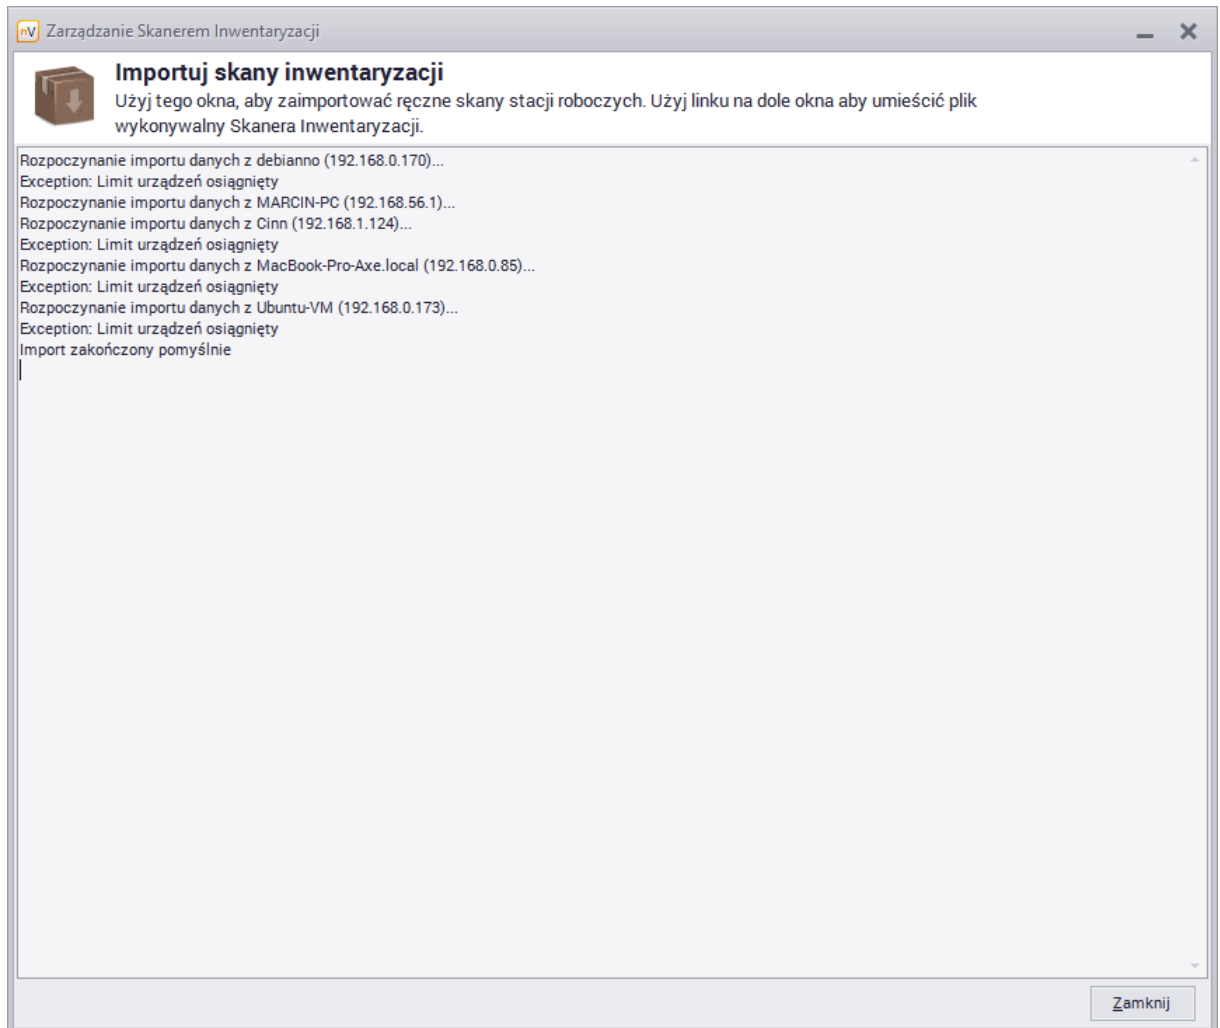 nV Zarządzanie Skanerem Inwentaryzacji
Importuj skany inwentaryzacji
Użyj tego okna, aby zaimportować ręczne skany stacji roboczych. Użyj linku na dole okna aby umieścić plik
wykonywalny Skanera Inwentaryzacji.
Rozpoczynanie importu danych z debianno (192.168.0.170)...
Exception: Limit urządzeń osiągnięty
Rozpoczynanie importu danych z MARCIN-PC (192.168.56.1)...
Rozpoczynanie importu danych z Cinn (192.168.1.124)...
Exception: Limit urządzeń osiągnięty
Rozpoczynanie importu danych z MacBook-Pro-Axe.local (192.168.0.85)...
Exception: Limit urządzeń osiągnięty
Rozpoczynanie importu danych z Ubuntu-VM (192.168.0.173)...
Exception: Limit urządzeń osiągnięty
Import zakończony pomyślnie
Zamknij